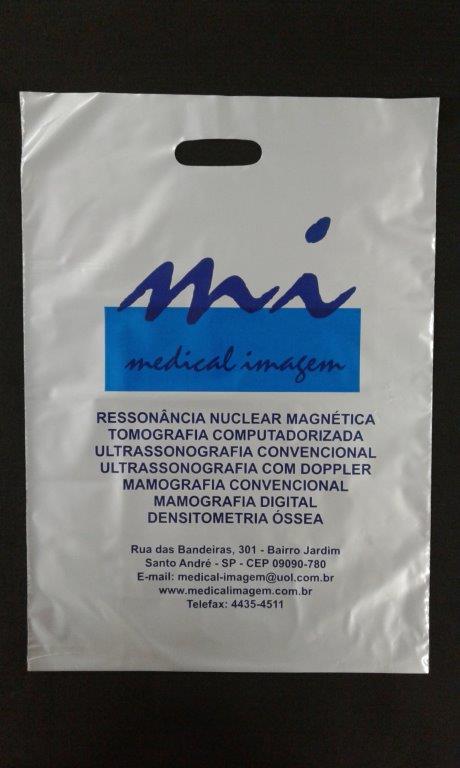 mi
medical imagem
RESSONÂNCIA NUCLEAR MAGNÉTICA
TOMOGRAFIA COMPUTADORIZADA
ULTRASSONOGRAFIA CONVENCIONAL
ULTRASSONOGRAFIA COM DOPPLER
MAMOGRAFIA CONVENCIONAL
MAMOGRAFIA DIGITAL
DENSITOMETRIA ÓSSEA
Rua das Bandeiras, 301 - Bairro Jardim
Santo André - SP - CEP 09090-780
E-mail: medical-imagem@uol.com.br
www.medicalimagem.com.br
Telefax: 4435-4511